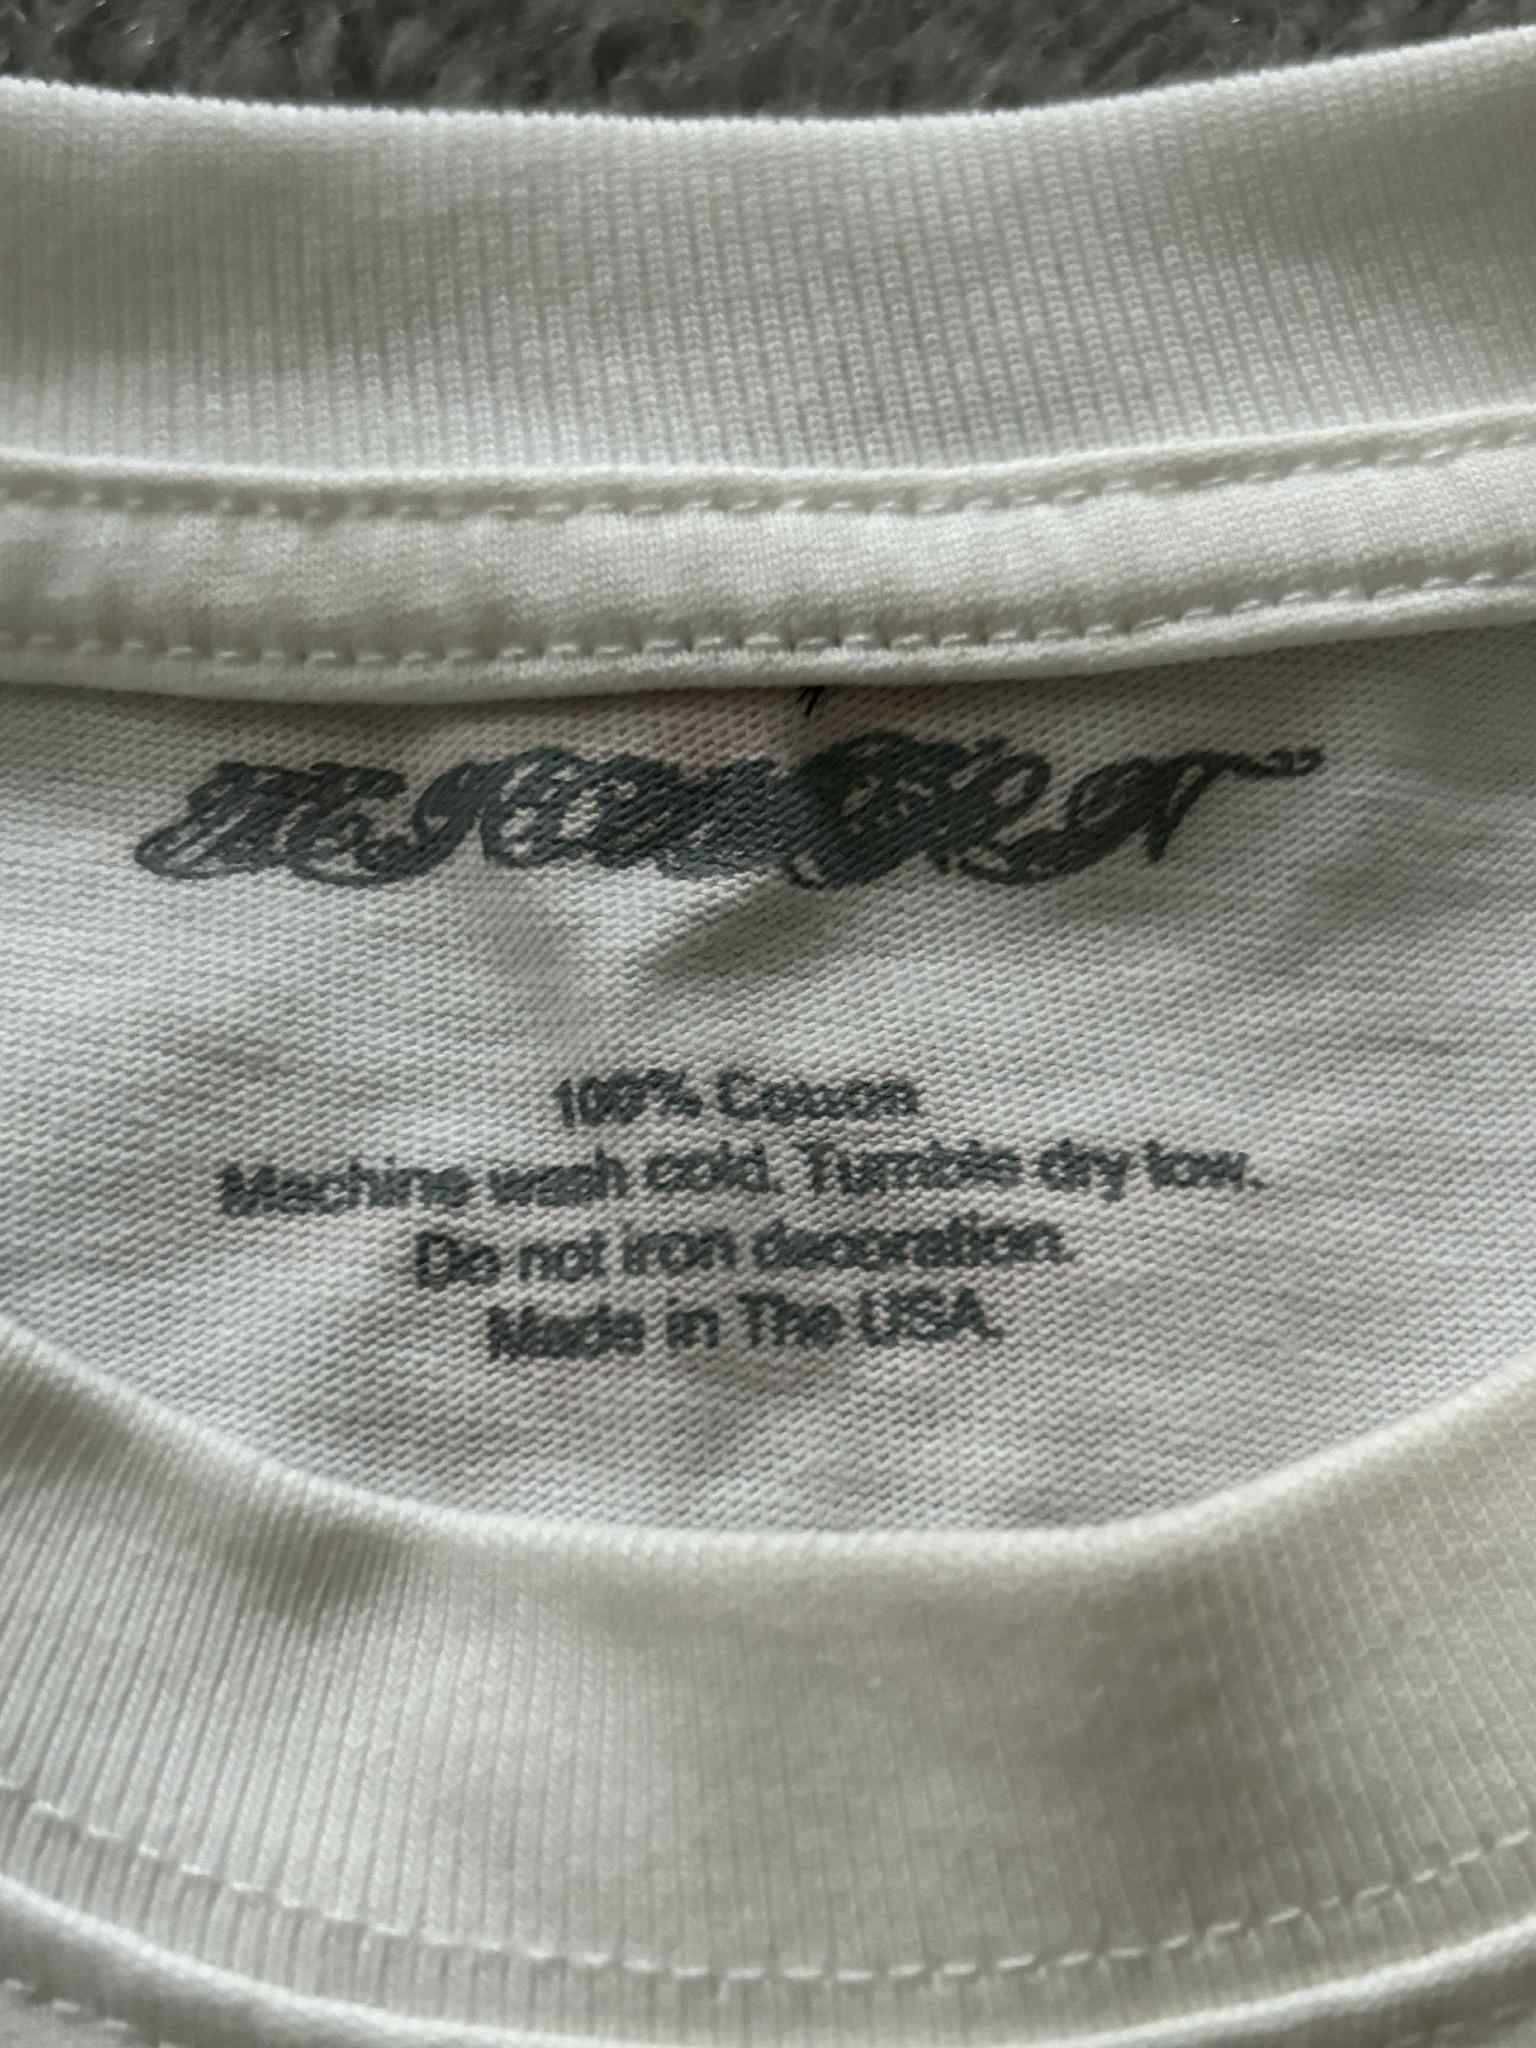 100% Cotton
Machine wash cold. Tumble dry low.
Do not iron decoration.
Made in The USA.